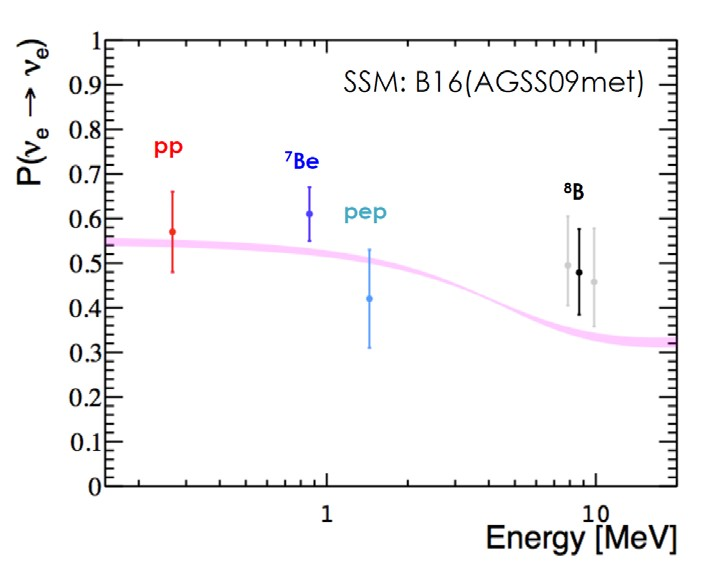 P(νe → νe)
SSM: B16(AGSS09met)
pp
⁷Be
pep
⁸B
1
0.9
0.8
0.7
0.6
0.5
0.4
0.3
0.2
0.1
0
1
10
Energy [MeV]